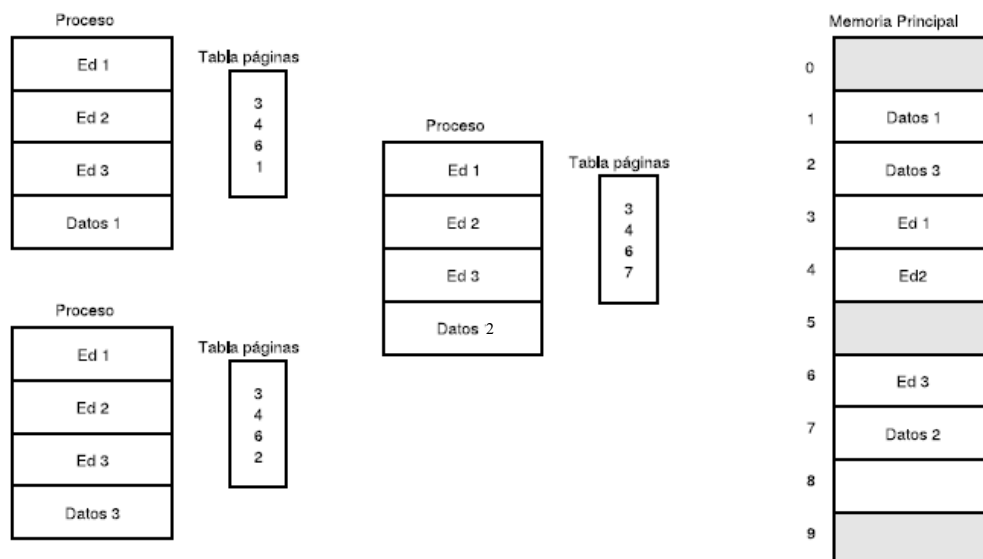 Proceso
Ed 1
Ed 2
Ed 3
Datos 1
Tabla páginas
3
4
6
1
Proceso
Ed 1
Ed 2
Ed 3
Datos 3
Tabla páginas
3
4
6
2
Proceso
Ed 1
Ed 2
Ed 3
Datos 2
Tabla páginas
3
4
6
7
Memoria Principal
0
1 Datos 1
2 Datos 3
3 Ed 1
4 Ed2
5
6 Ed 3
7 Datos 2
8
9